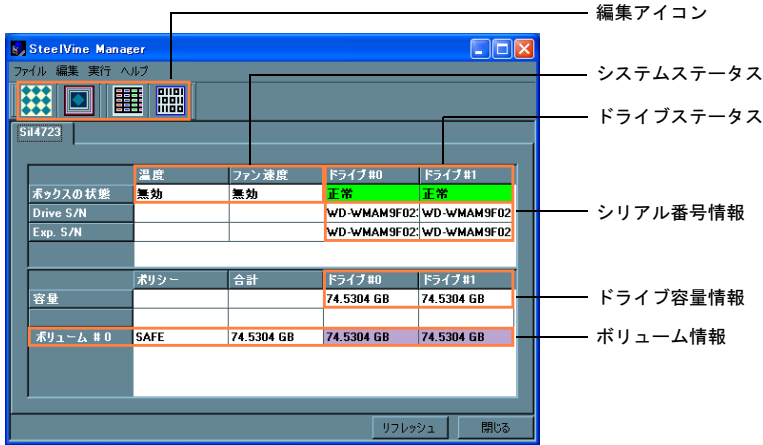 編集アイコン
SteelVine Manager
ファイル 編集 実行 ヘルプ
システムステータス
ドライブステータス
SiI4723
温度 ファン速度 ドライブ#0 ドライブ#1
ボックスの状態 無効 無効 正常 正常
Drive S/N WD-WMAM9F02 WD-WMAM9F02
シリアル番号情報
Exp. S/N WD-WMAM9F02 WD-WMAM9F02
ポリシー 合計 ドライブ#0 ドライブ#1
容量 74.5304 GB 74.5304 GB
ドライブ容量情報
ボリューム #0 SAFE 74.5304 GB 74.5304 GB 74.5304 GB
ボリューム情報
リフレッシュ 閉じる